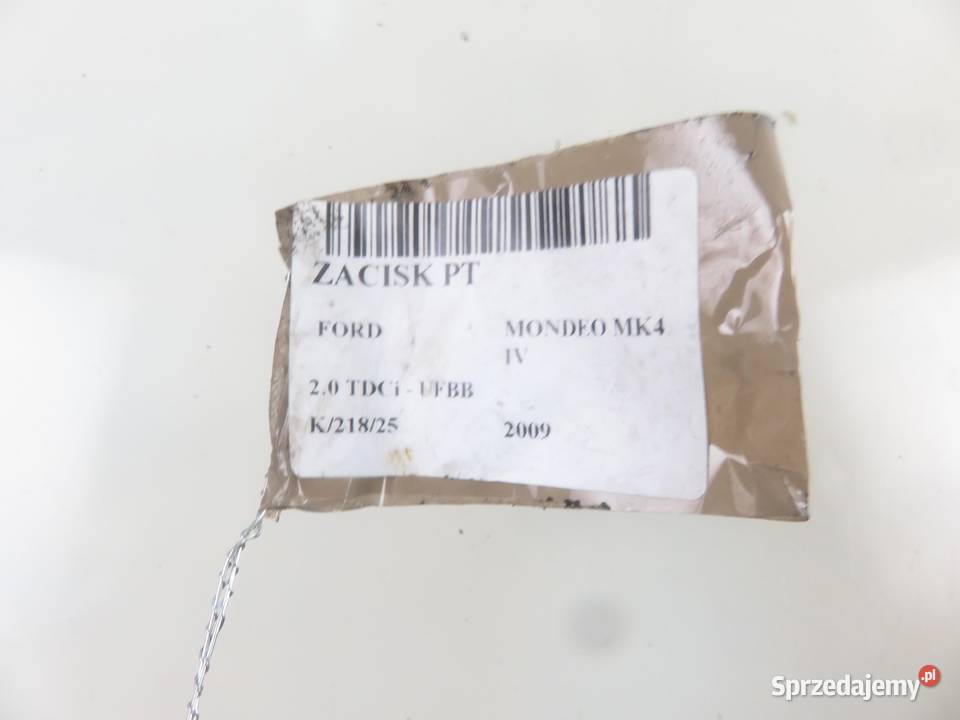 ZACISK PT
FORD MONDEO MK4
IV
2.0 TDCi - UFBB
K/218/25 2009
Sprzedajemy.pl